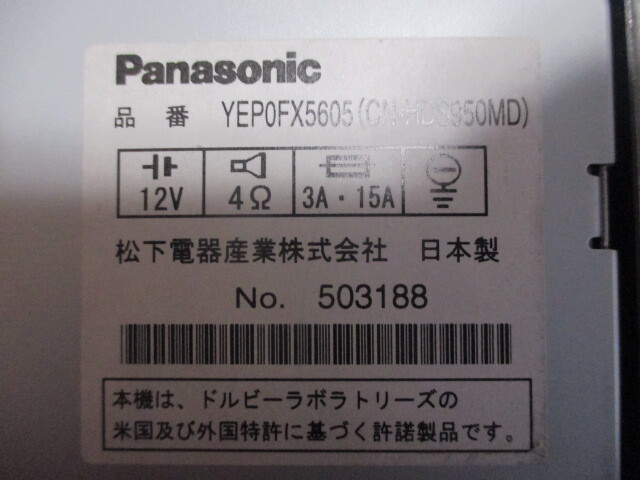 Panasonic
品 番 YEP0FX5605(CN-HDS950MD)
12V 4Ω 3A・15A
松下電器産業株式会社 日本製
No. 503188
本機は、ドルビーラボラトリーズの
米国及び外国特許に基づく許諾製品です。